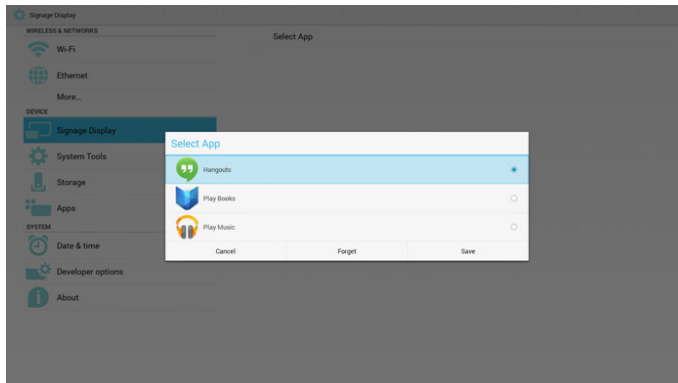 Signage Display
WIRELESS & NETWORKS
Wi-Fi
Ethernet
More...
DEVICE
Signage Display
System Tools
Storage
Apps
SYSTEM
Date & time
Developer options
About
Select App
Select App
Hangouts
Play Books
Play Music
Cancel
Forget
Save